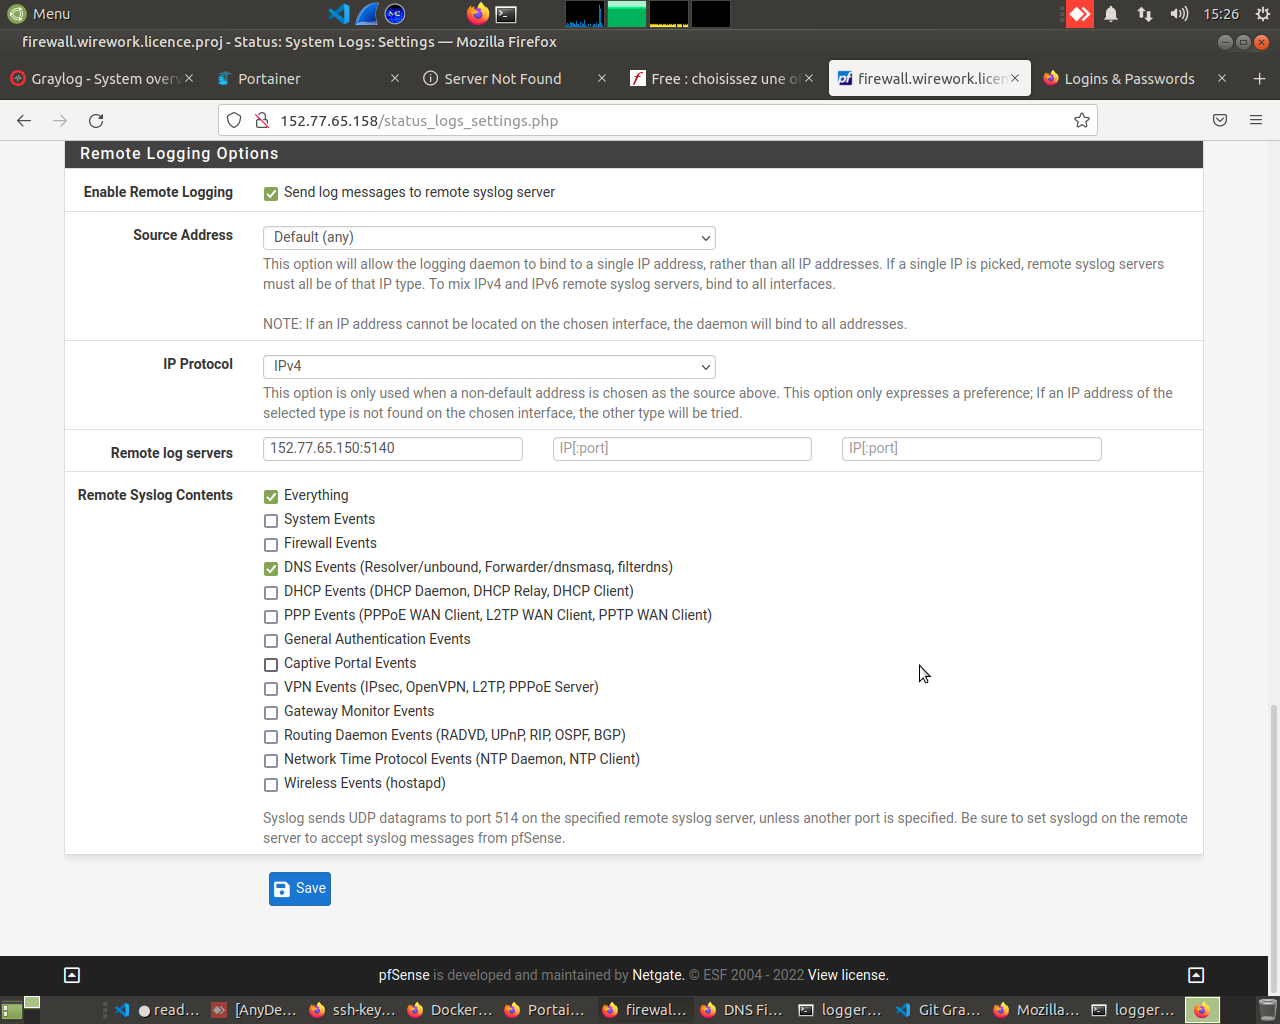 Menu
15:26
firewall.wirework.licence.proj - Status: System Logs: Settings — Mozilla Firefox
Graylog - System overv
Portainer
Server Not Found
Free : choisissez une o
firewall.wirework.licen
Logins & Passwords
152.77.65.158/status_logs_settings.php
Remote Logging Options
Enable Remote Logging
Send log messages to remote syslog server
Source Address
Default (any)
This option will allow the logging daemon to bind to a single IP address, rather than all IP addresses. If a single IP is picked, remote syslog servers
must all be of that IP type. To mix IPv4 and IPv6 remote syslog servers, bind to all interfaces.
NOTE: If an IP address cannot be located on the chosen interface, the daemon will bind to all addresses.
IP Protocol
IPv4
This option is only used when a non-default address is chosen as the source above. This option only expresses a preference; If an IP address of the
selected type is not found on the chosen interface, the other type will be tried.
Remote log servers
152.77.65.150:5140
IP[:port]
IP[:port]
Remote Syslog Contents
Everything
System Events
Firewall Events
DNS Events (Resolver/unbound, Forwarder/dnsmasq, filterdns)
DHCP Events (DHCP Daemon, DHCP Relay, DHCP Client)
PPP Events (PPPoE WAN Client, L2TP WAN Client, PPTP WAN Client)
General Authentication Events
Captive Portal Events
VPN Events (IPsec, OpenVPN, L2TP, PPPoE Server)
Gateway Monitor Events
Routing Daemon Events (RADVD, UPnP, RIP, OSPF, BGP)
Network Time Protocol Events (NTP Daemon, NTP Client)
Wireless Events (hostapd)
Syslog sends UDP datagrams to port 514 on the specified remote syslog server, unless another port is specified. Be sure to set syslogd on the remote
server to accept syslog messages from pfSense.
Save
pfSense is developed and maintained by Netgate. © ESF 2004 - 2022 View license.
● read...
[AnyDe...
ssh-key...
Docker...
Portai...
firewal...
DNS Fi...
logger...
Git Gra...
Mozilla...
logger...